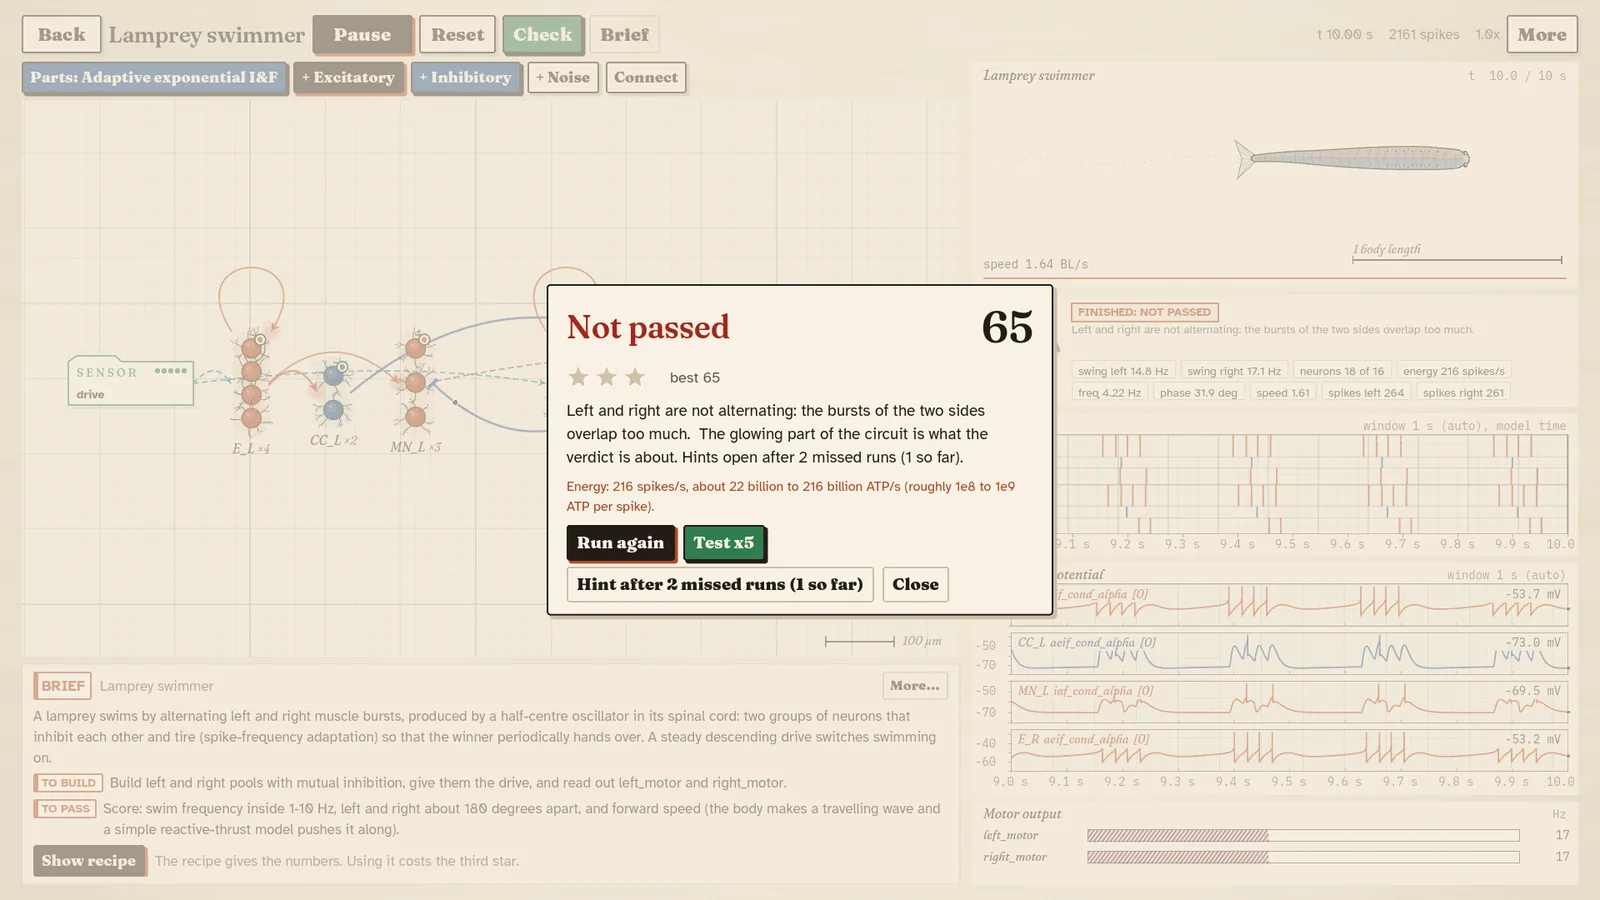 Back Lamprey swimmer Pause Reset Check Brief t 10.00 s 2161 spikes 1.0x More
Parts: Adaptive exponential I&F + Excitatory + Inhibitory + Noise Connect
SENSOR
drive
E_L ×4
CC_L ×2
MN_L ×3
100 µm
Lamprey swimmer t 10.0 / 10 s
1 body length
speed 1.64 BL/s
Not passed 65
best 65
Left and right are not alternating: the bursts of the two sides
overlap too much. The glowing part of the circuit is what the
verdict is about. Hints open after 2 missed runs (1 so far).
Energy: 216 spikes/s, about 22 billion to 216 billion ATP/s (roughly 1e8 to 1e9
ATP per spike).
Run again Test x5
Hint after 2 missed runs (1 so far) Close
FINISHED: NOT PASSED
Left and right are not alternating: the bursts of the two sides overlap too much.
swing left 14.8 Hz swing right 17.1 Hz neurons 18 of 16 energy 216 spikes/s
freq 4.22 Hz phase 31.9 deg speed 1.61 spikes left 264 spikes right 261
window 1 s (auto), model time
9.1 s 9.2 s 9.3 s 9.4 s 9.5 s 9.6 s 9.7 s 9.8 s 9.9 s 10.0
otential window 1 s (auto)
if_cond_alpha [0] -53.7 mV
-50
-70
CC_L aeif_cond_alpha [0] -73.0 mV
-50
-70
MN_L iaf_cond_alpha [0] -69.5 mV
-40
-60
E_R aeif_cond_alpha [0] -53.2 mV
9.0 s 9.1 s 9.2 s 9.3 s 9.4 s 9.5 s 9.6 s 9.7 s 9.8 s 9.9 s 10.0
Motor output Hz
left_motor 17
right_motor 17
BRIEF Lamprey swimmer More...
A lamprey swims by alternating left and right muscle bursts, produced by a half-centre oscillator in its spinal cord: two groups of neurons that
inhibit each other and tire (spike-frequency adaptation) so that the winner periodically hands over. A steady descending drive switches swimming
on.
TO BUILD Build left and right pools with mutual inhibition, give them the drive, and read out left_motor and right_motor.
TO PASS Score: swim frequency inside 1-10 Hz, left and right about 180 degrees apart, and forward speed (the body makes a travelling wave and
a simple reactive-thrust model pushes it along).
Show recipe The recipe gives the numbers. Using it costs the third star.